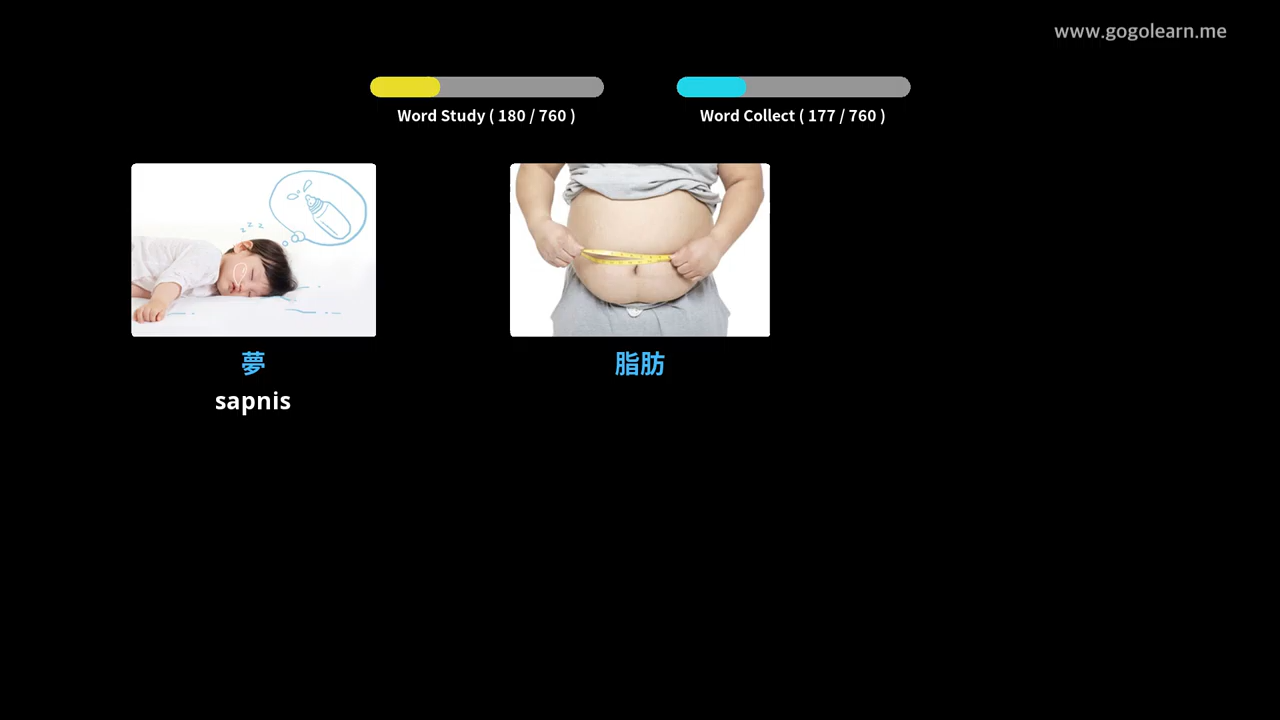 www.gogolearn.me
Word Study ( 180 / 760 )
Word Collect ( 177 / 760 )
z z z
夢
脂肪
sapnis